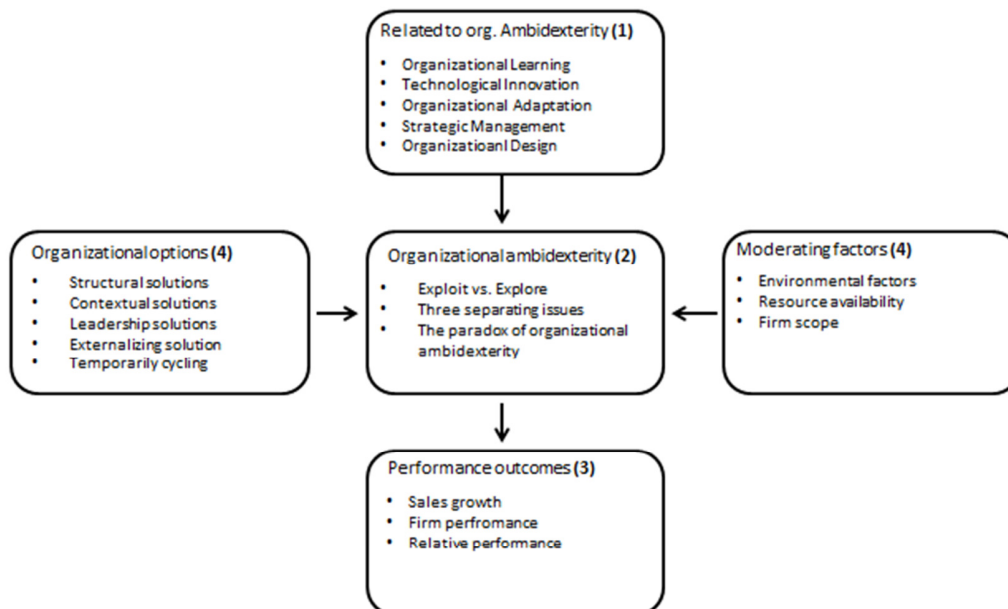 Related to org. Ambidexterity (1)
• Organizational Learning
• Technological Innovation
• Organizational Adaptation
• Strategic Management
• Organizatioanl Design
Organizational options (4)
• Structural solutions
• Contextual solutions
• Leadership solutions
• Externalizing solution
• Temporarily cycling
Organizational ambidexterity (2)
• Exploit vs. Explore
• Three separating issues
• The paradox of organizational
ambidexterity
Moderating factors (4)
• Environmental factors
• Resource availability
• Firm scope
Performance outcomes (3)
• Sales growth
• Firm perfromance
• Relative performance